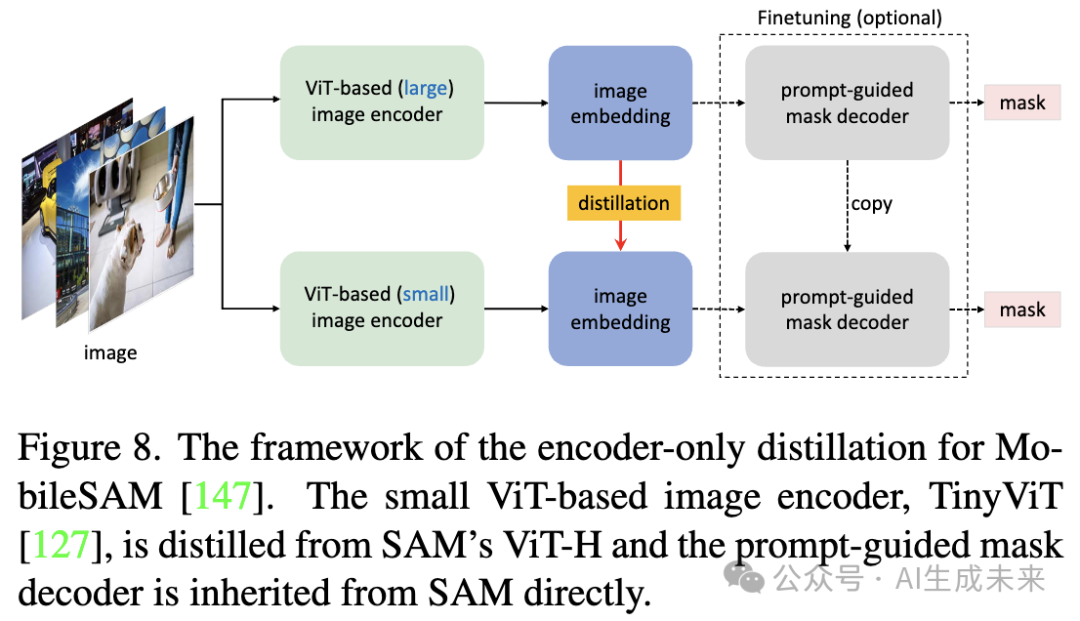 Finetuning (optional)
ViT-based (large)
image encoder
image
embedding
prompt-guided
mask decoder
mask
distillation
copy
ViT-based (small)
image encoder
image
embedding
prompt-guided
mask decoder
mask
image
Figure 8. The framework of the encoder-only distillation for Mo-
bileSAM [147]. The small ViT-based image encoder, TinyViT
[127], is distilled from SAM's ViT-H and the prompt-guided mask
decoder is inherited from SAM directly.
公众号 · AI生成未来